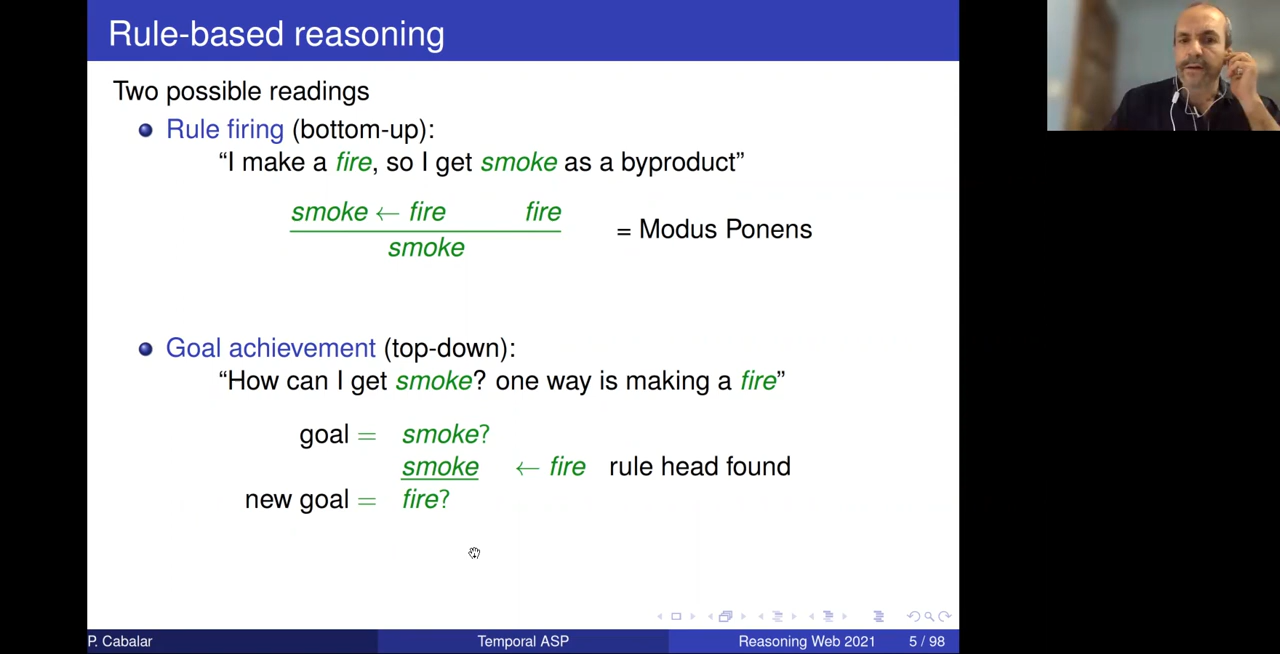 Rule-based reasoning
Two possible readings
Rule firing (bottom-up):
“I make a fire, so I get smoke as a byproduct”
smoke ← fire fire
smoke
= Modus Ponens
Goal achievement (top-down):
“How can I get smoke? one way is making a fire”
goal = smoke?
smoke ← fire rule head found
new goal = fire?
P. Cabalar Temporal ASP Reasoning Web 2021 5 / 98